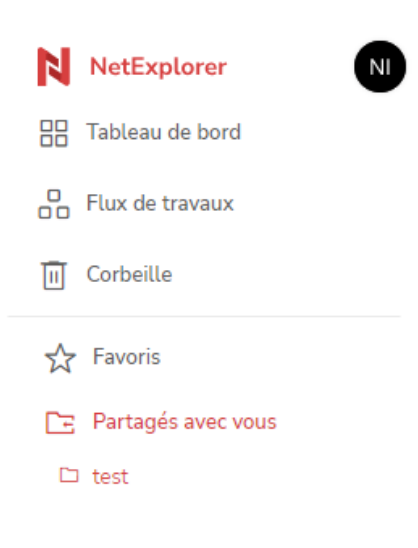 NetExplorer
NI
Tableau de bord
Flux de travaux
Corbeille
Favoris
Partagés avec vous
test